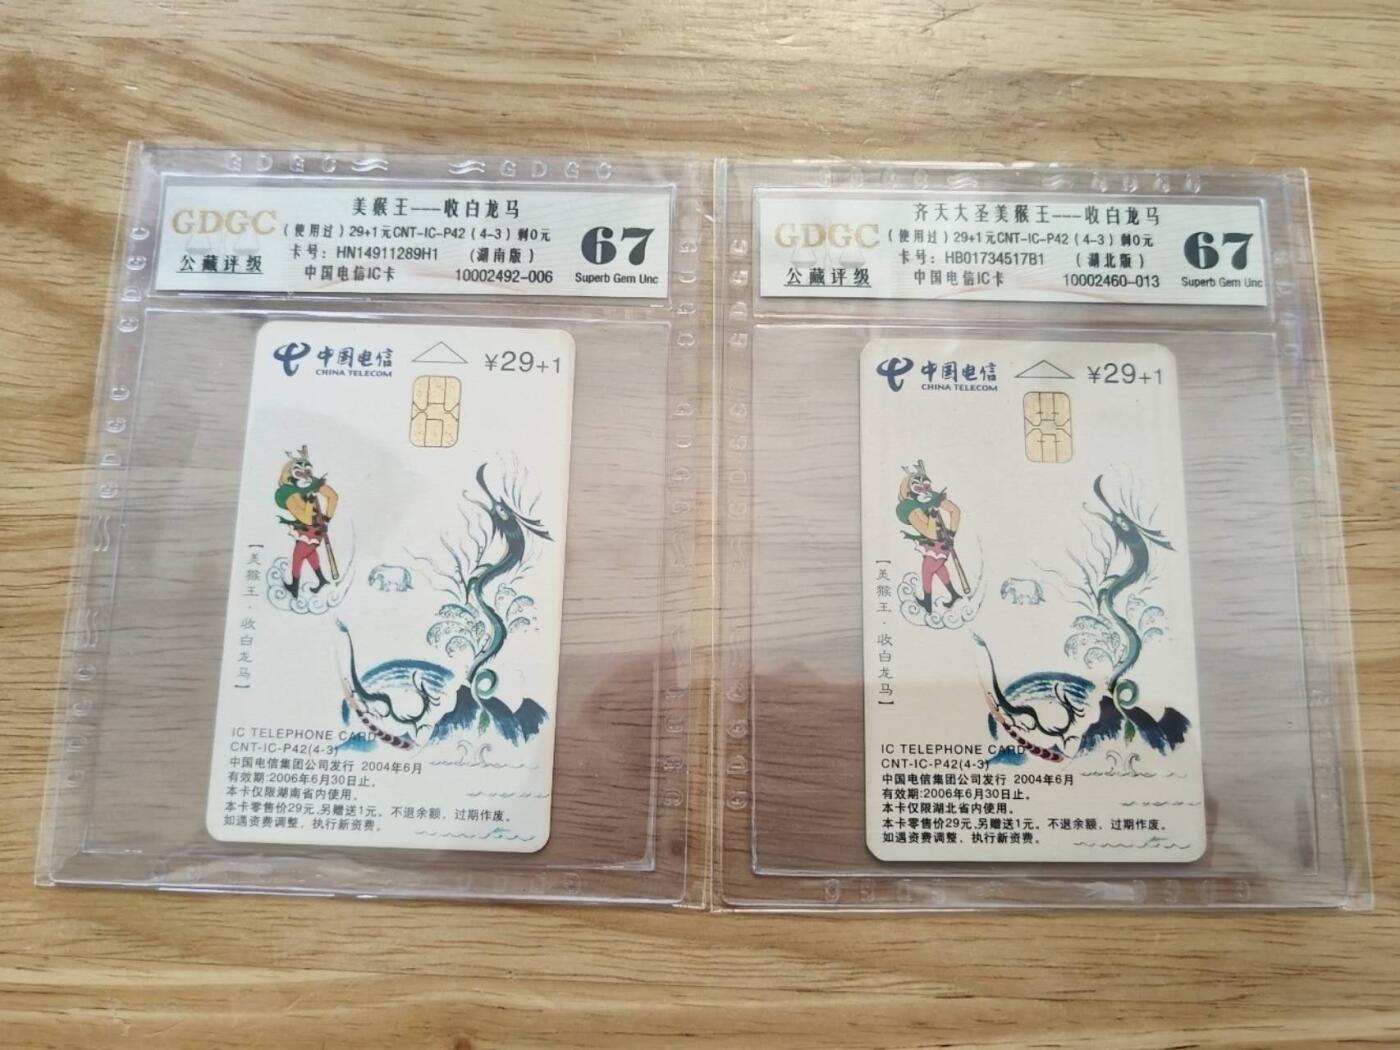 GDGC GDGC
美猴王---收白龙马
GDGC
(使用过) 29+1元CNT-IC-P42 (4-3) 剩0元
卡号: HN14911289H1 (湖南版)
公藏评级
中国电信IC卡 10002492-006
67
Superb Gem Unc
中国电信
CHINA TELECOM
¥29+1
【美猴王·收白龙马】
IC TELEPHONE CARD
CNT-IC-P42(4-3)
中国电信集团公司发行 2004年6月
有效期:2006年6月30日止。
本卡仅限湖南省内使用。
本卡零售价29元,另赠送1元。不退余额、过期作废。
如遇资费调整、执行新资费。
齐天大圣美猴王---收白龙马
GDGC
(使用过) 29+1元CNT-IC-P42 (4-3) 剩0元
卡号: HB01734517B1 (湖北版)
公藏评级
中国电信IC卡 10002460-013
67
Superb Gem Unc
中国电信
CHINA TELECOM
¥29+1
【美猴王·收白龙马】
IC TELEPHONE CARD
CNT-IC-P42(4-3)
中国电信集团公司发行 2004年6月
有效期:2006年6月30日止。
本卡仅限湖北省内使用。
本卡零售价29元,另赠送1元。不退余额、过期作废。
如遇资费调整、执行新资费。